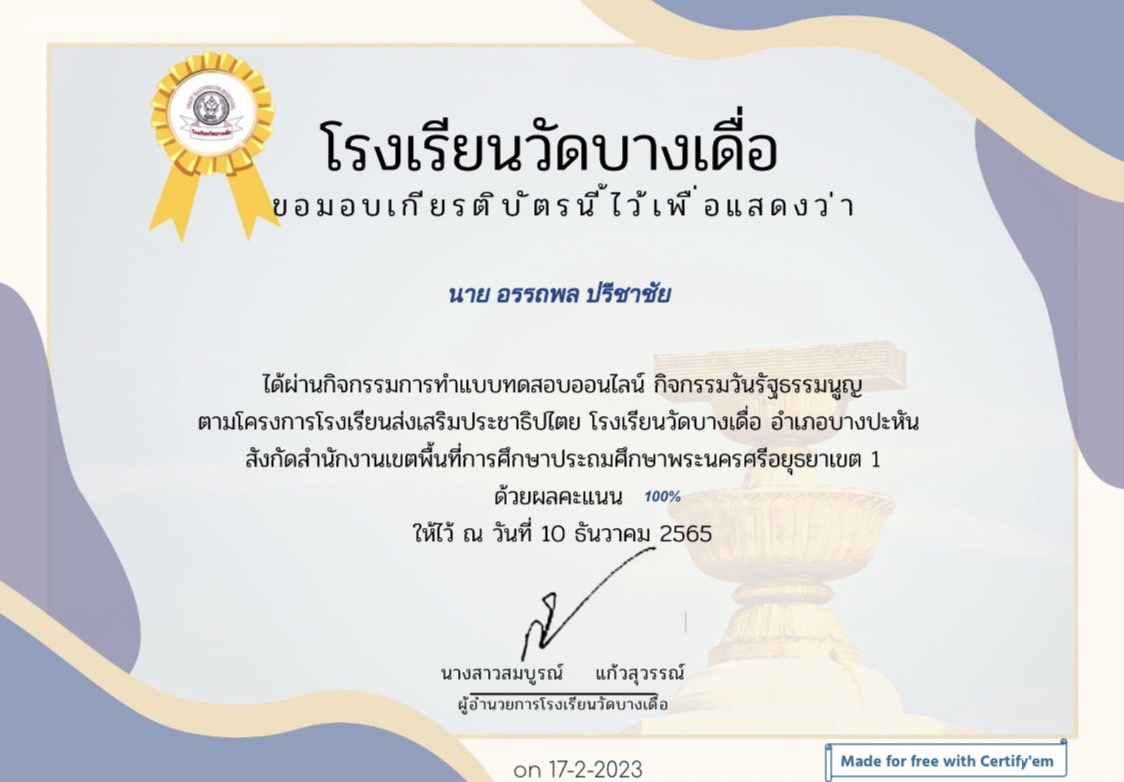 โรงเรียนวัดบางเดื่อ
โรงเรียนวัดบางเดื่อ
ขอมอบเกียรติบัตรนี้ไว้เพื่อแสดงว่า
นาย อรรถพล ปรีชาชัย
ได้ผ่านกิจกรรมการทำแบบทดสอบออนไลน์ กิจกรรมวันรัฐธรรมนูญ
ตามโครงการโรงเรียนส่งเสริมประชาธิปไตย โรงเรียนวัดบางเดื่อ อำเภอบางปะหัน
สังกัดสำนักงานเขตพื้นที่การศึกษาประถมศึกษาพระนครศรีอยุธยาเขต 1
ด้วยผลคะแนน 100%
ให้ไว้ ณ วันที่ 10 ธันวาคม 2565
นางสาวสมบูรณ์ แก้วสุวรรณ์
ผู้อำนวยการโรงเรียนวัดบางเดื่อ
on 17-2-2023
Made for free with Certify'em